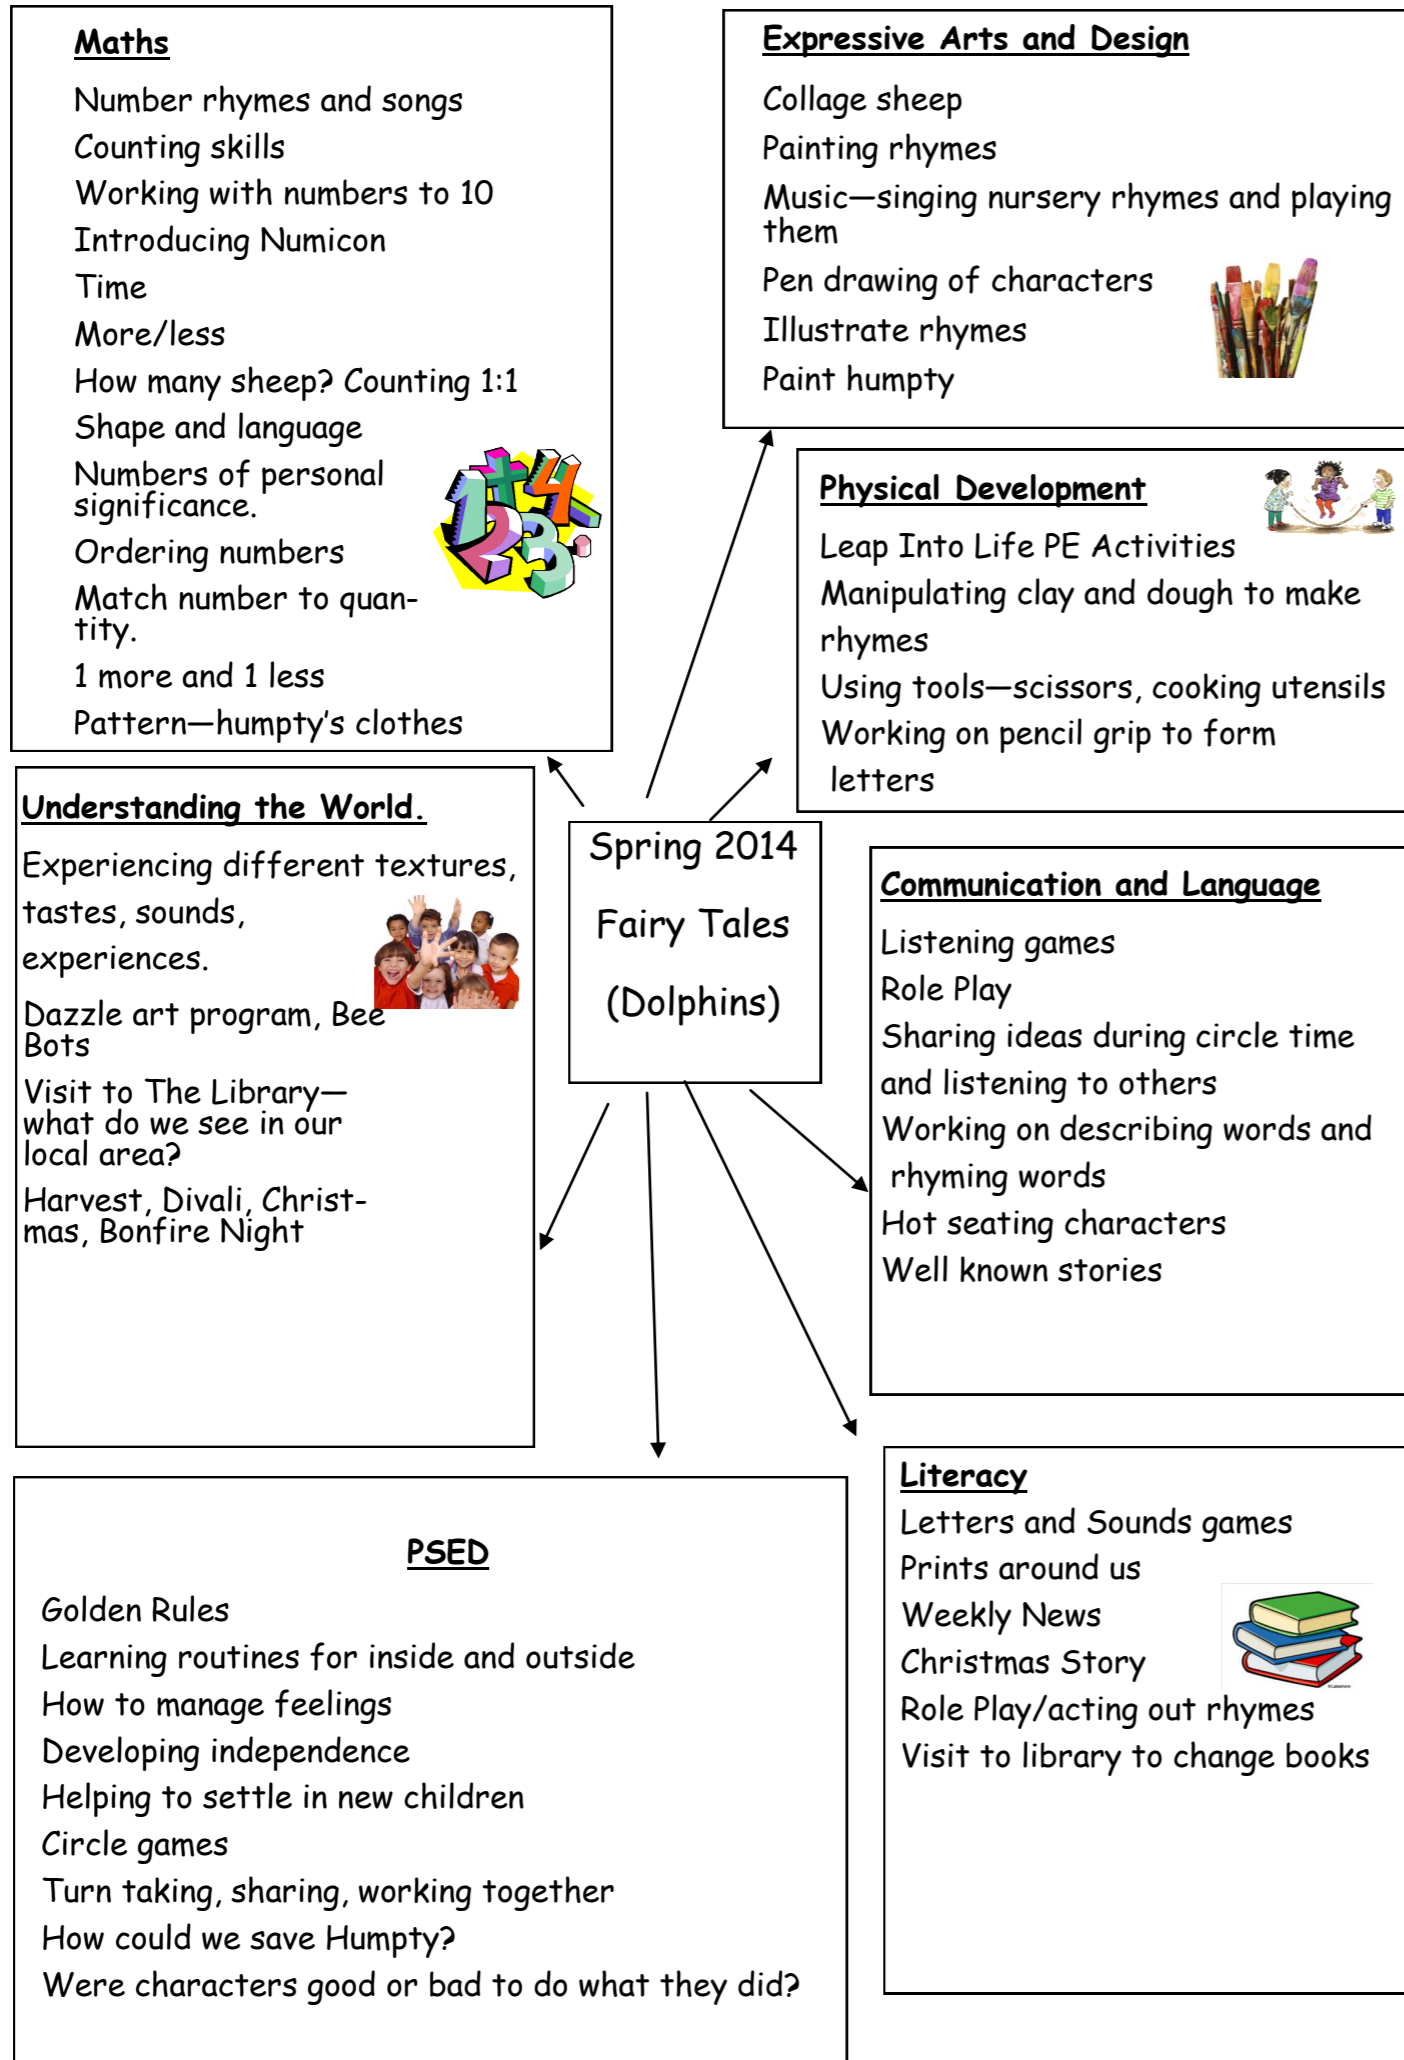 Maths
Number rhymes and songs
Counting skills
Working with numbers to 10
Introducing Numicon
Time
More/less
How many sheep? Counting 1:1
Shape and language
Numbers of personal
significance.
Ordering numbers
Match number to quan-
tity.
1 more and 1 less
Pattern—humpty’s clothes
Expressive Arts and Design
Collage sheep
Painting rhymes
Music—singing nursery rhymes and playing
them
Pen drawing of characters
Illustrate rhymes
Paint humpty
Physical Development
Leap Into Life PE Activities
Manipulating clay and dough to make
rhymes
Using tools—scissors, cooking utensils
Working on pencil grip to form
letters
Understanding the World.
Experiencing different textures,
tastes, sounds,
experiences.
Dazzle art program, Bee
Bots
Visit to The Library—
what do we see in our
local area?
Harvest, Divali, Christ-
mas, Bonfire Night
Spring 2014
Fairy Tales
(Dolphins)
Communication and Language
Listening games
Role Play
Sharing ideas during circle time
and listening to others
Working on describing words and
rhyming words
Hot seating characters
Well known stories
PSED
Golden Rules
Learning routines for inside and outside
How to manage feelings
Developing independence
Helping to settle in new children
Circle games
Turn taking, sharing, working together
How could we save Humpty?
Were characters good or bad to do what they did?
Literacy
Letters and Sounds games
Prints around us
Weekly News
Christmas Story
Role Play/acting out rhymes
Visit to library to change books